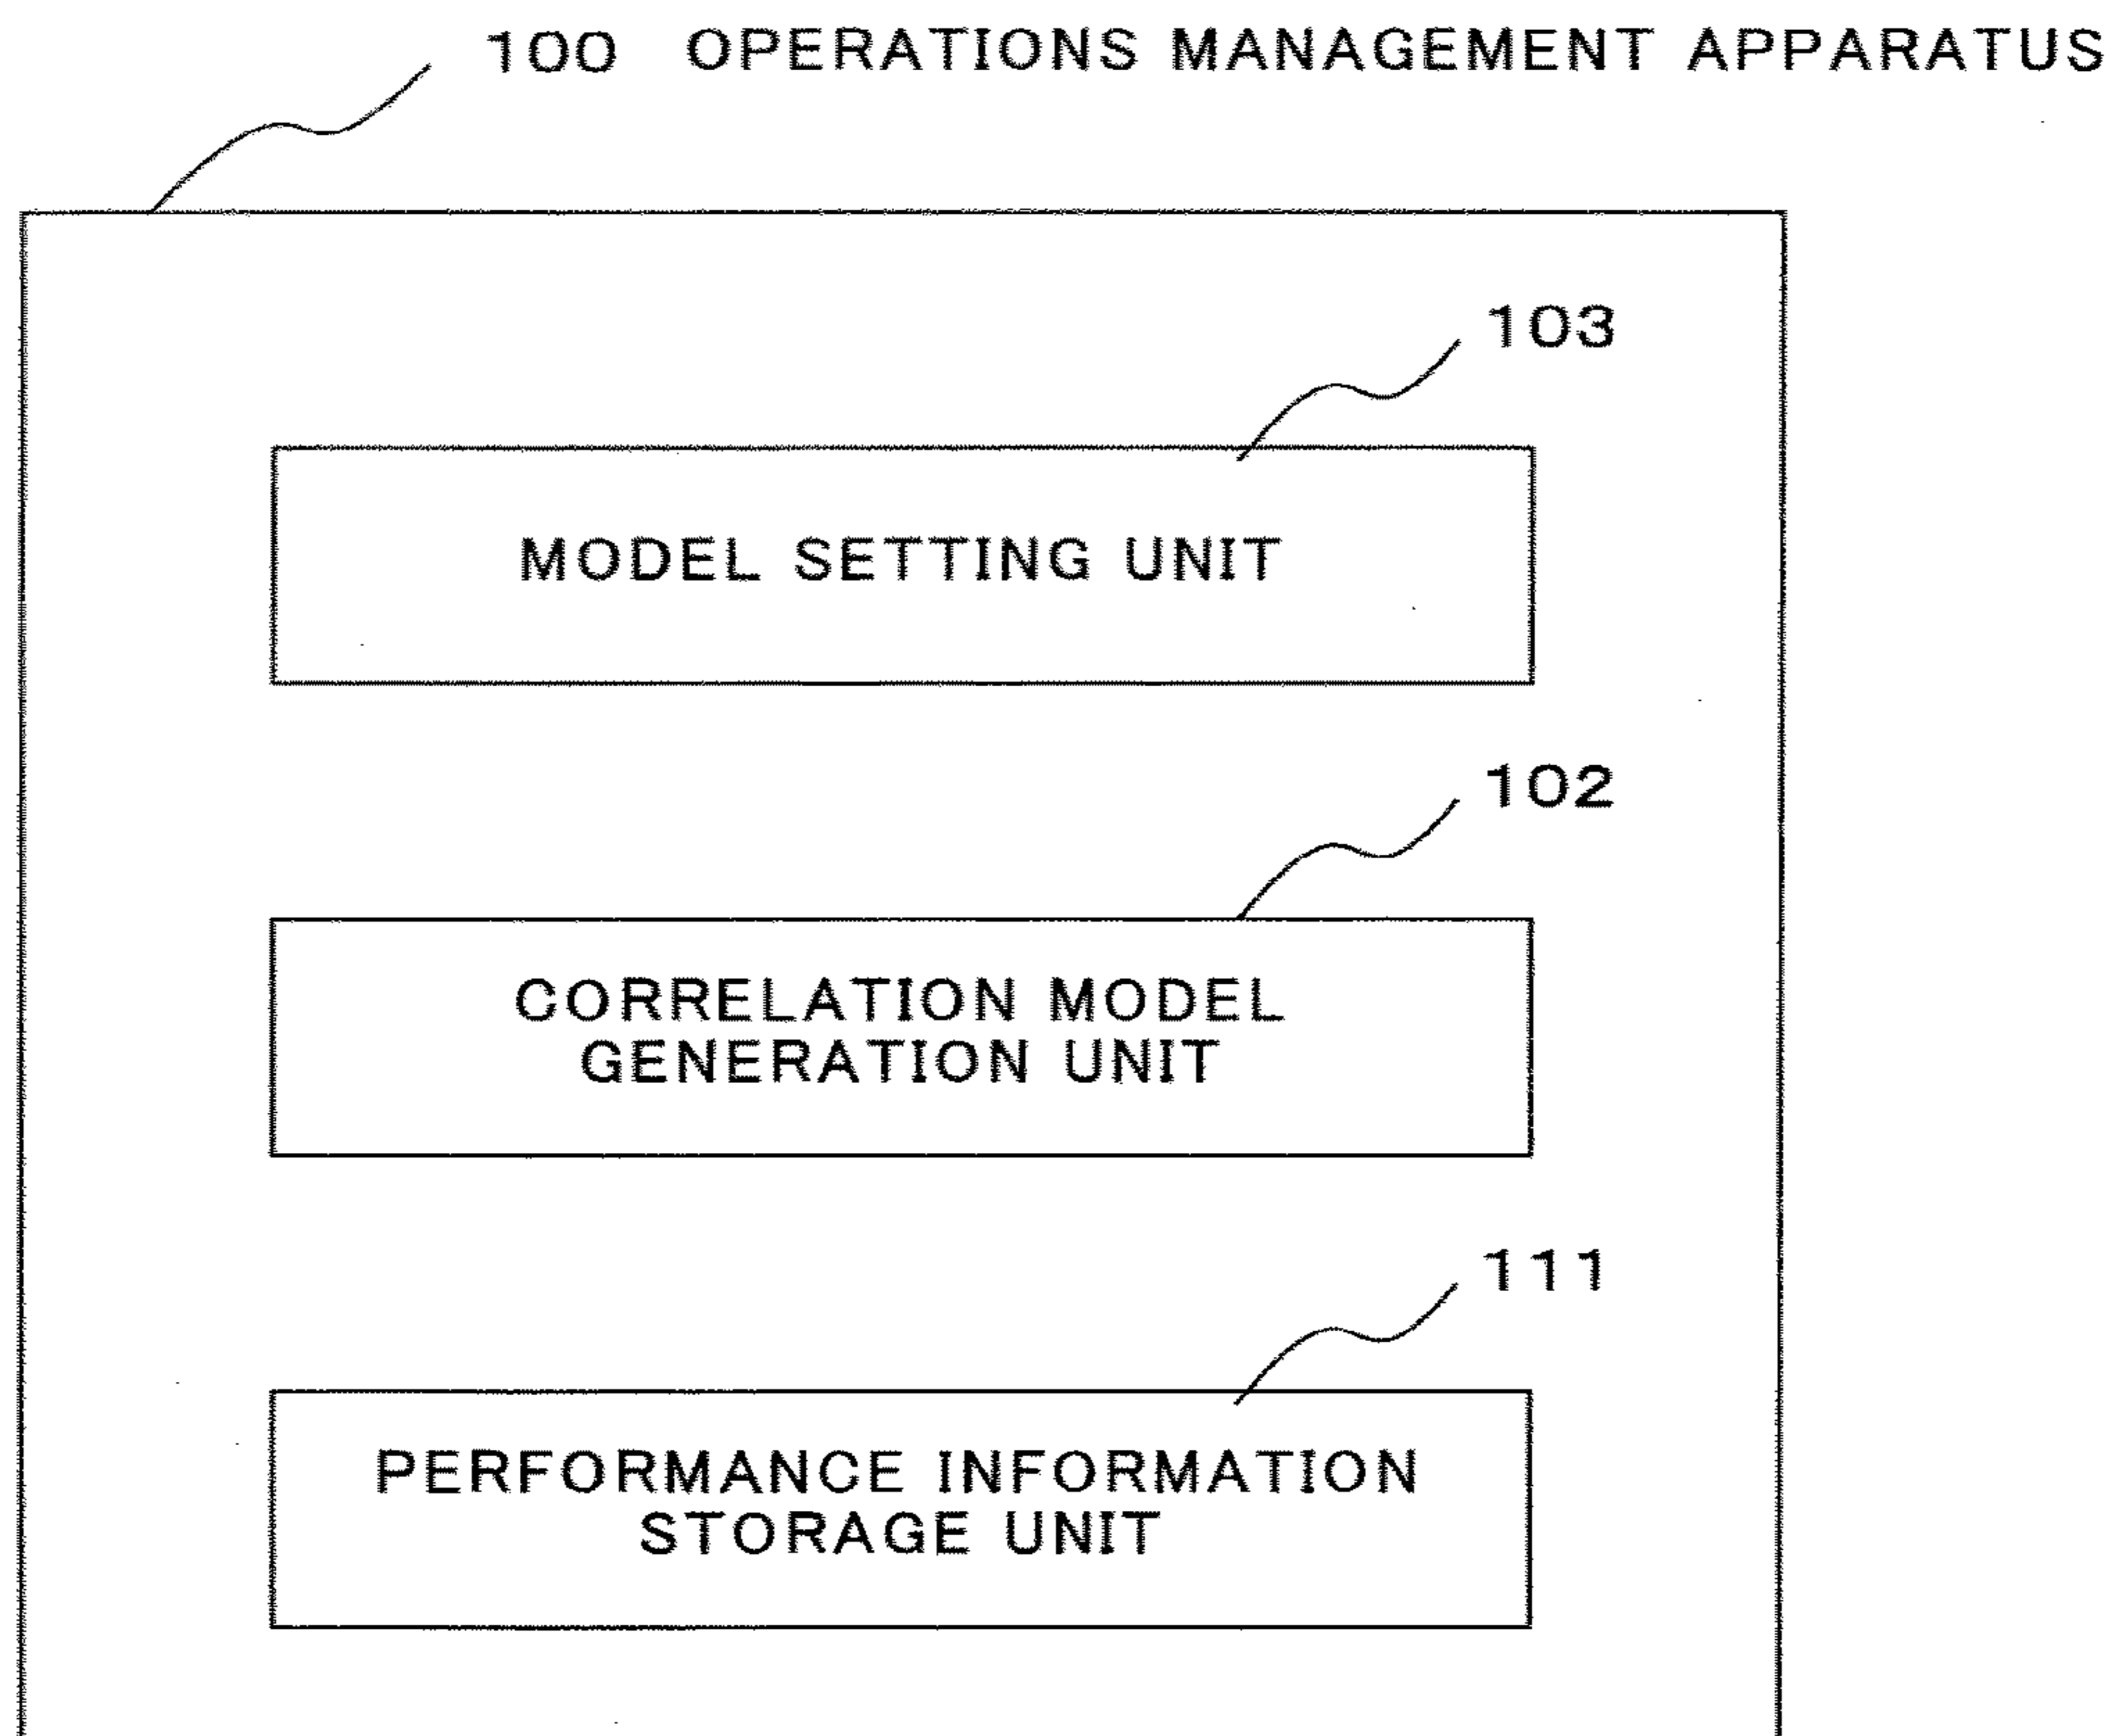 100 OPERATIONS MANAGEMENT APPARATUS
103
MODEL SETTING UNIT
102
CORRELATION MODEL
GENERATION UNIT
111
PERFORMANCE INFORMATION
STORAGE UNIT